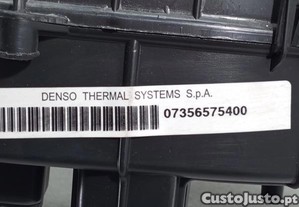 DENSO THERMAL SYSTEMS S.p.A.
07356575400
CustoJusto.pt